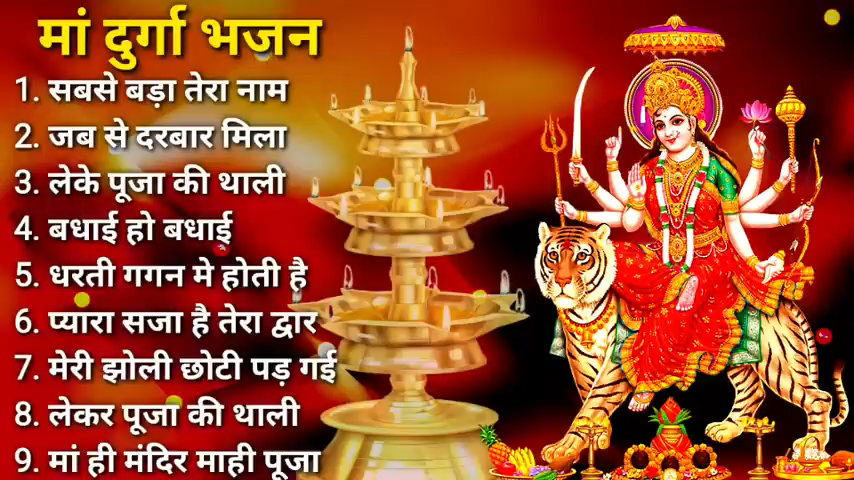 मां दुर्गा भजन
1. सबसे बड़ा तेरा नाम
2. जब से दरबार मिला
3. लेके पूजा की थाली
4. बधाई हो बधाई
5. धरती गगन मे होती है
6. प्यारा सजा है तेरा द्वार
7. मेरी झोली छोटी पड़ गई
8. लेकर पूजा की थाली
9. मां ही मंदिर माही पूजा